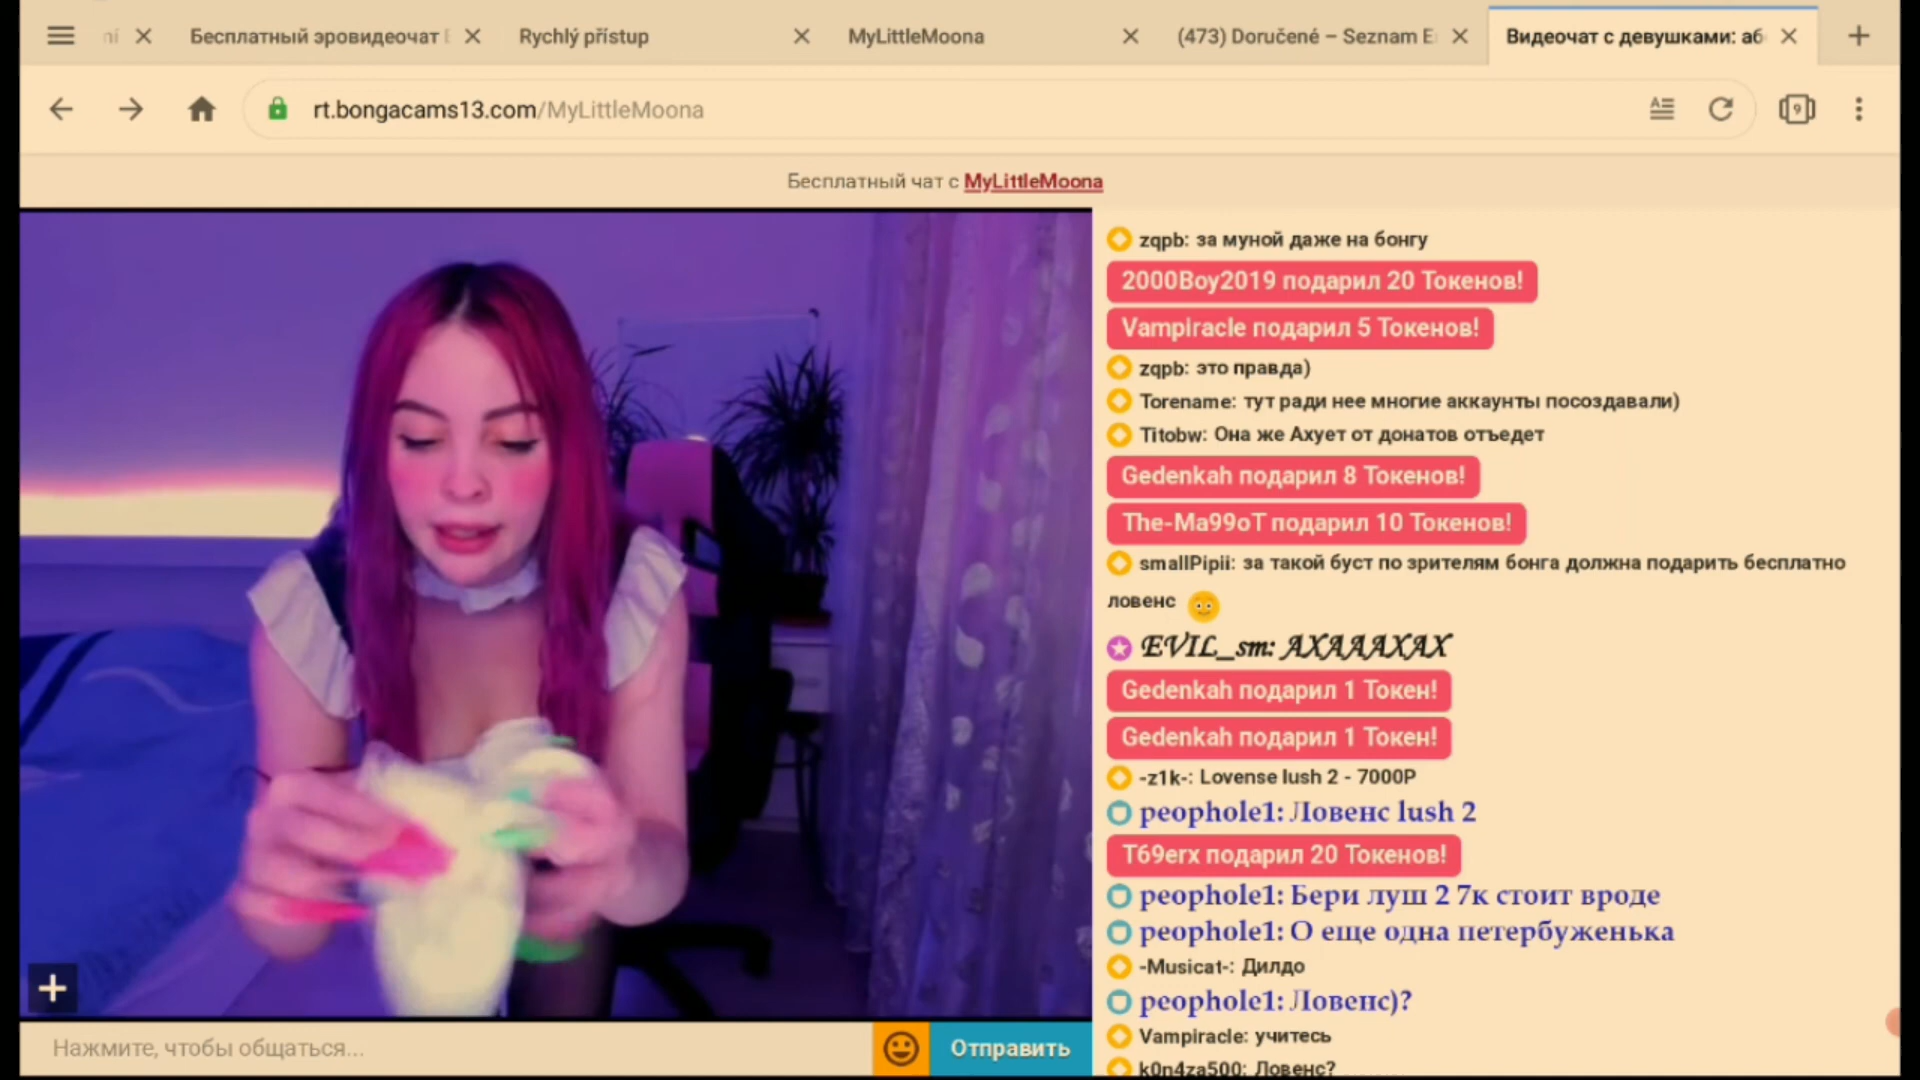 ní
Бесплатный эровидеочат
Rychlý přístup
MyLittleMoona
(473) Doručené – Seznam E
Видеочат с девушками: аб
rt.bongacams13.com/MyLittleMoona
9
Бесплатный чат с MyLittleMoona
zqpb: за муной даже на бонгу
2000Boy2019 подарил 20 Токенов!
Vampiracle подарил 5 Токенов!
zqpb: это правда)
Torename: тут ради нее многие аккаунты посоздавали)
Titobw: Она же Ахует от донатов отъедет
Gedenkah подарил 8 Токенов!
The-Ma99oT подарил 10 Токенов!
smallPipii: за такой буст по зрителям бонга должна подарить бесплатно
ловенс
EVIL_sm: АХАААХАХ
Gedenkah подарил 1 Токен!
Gedenkah подарил 1 Токен!
-z1k-: Lovense lush 2 - 7000Р
peophole1: Ловенс lush 2
T69erx подарил 20 Токенов!
peophole1: Бери луш 2 7к стоит вроде
peophole1: О еще одна петербуженька
-Musicat-: Дилдо
peophole1: Ловенс)?
Vampiracle: учитесь
k0n4za500: Ловенс?
Нажмите, чтобы общаться...
Отправить